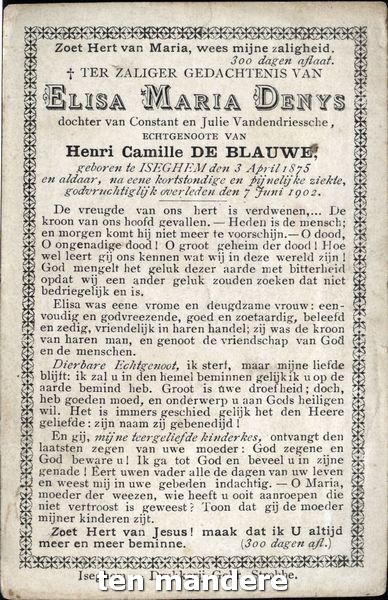 Zoet Hert van Maria, wees mijne zaligheid.
300 dagen aflaat.
† TER ZALIGER GEDACHTENIS VAN
ELISA MARIA DENYS
dochter van Constant en Julie Vandendriessche,
ECHTGENOOTE VAN
Henri Camille DE BLAUWE,
geboren te ISEGHEM den 3 April 1875
en aldaar, na eene kortstondige en pijnelijke ziekte,
godvruchtiglijk overleden den 7 Juni 1902.
De vreugde van ons hert is verdwenen,... De
kroon van ons hoofd gevallen. — Heden is de mensch;
en morgen komt hij niet meer te voorschijn. — O dood,
O ongenadige dood ! O groot geheim der dood ! Hoe
wel leert gij ons kennen wat wij in deze wereld zijn !
God mengelt het geluk dezer aarde met bitterheid
opdat wij een ander geluk zouden zoeken dat niet
bedriegelijk en is.
Elisa was eene vrome en deugdzame vrouw : een-
voudig en godvreezende, goed en zoetaardig, beleefd
en zedig, vriendelijk in haren handel; zij was de kroon
van haren man, en genoot de vriendschap van God
en de menschen.
Dierbare Echtgenoot, ik sterf, maar mijne liefde
blijft: ik zal u in den hemel beminnen gelijk ik u op de
aarde bemind heb. Groot is uwe droefheid ; doch,
heb goeden moed, en onderwerp u aan Gods heiligen
wil. Het is immers geschied gelijk het den Heere
geliefde : zijn naam zij gebenedijd !
En gij, mijne teergeliefde kinderkes, ontvangt den
laatsten zegen van uwe moeder : God zegene en
God beware u ! Ik ga tot God en beveel u in zijne
genade ! Eert uwen vader alle de dagen van uw leven
en weest mij in uwe gebeden indachtig. — O Maria,
moeder der weezen, wie heeft u ooit aanroepen die
niet vertroost is geweest ? Toon dat gij de moeder
mijner kinderen zijt.
Zoet Hert van Jesus ! maak dat ik U altijd
meer en meer beminne. (300 dagen afl.)
ten mandere